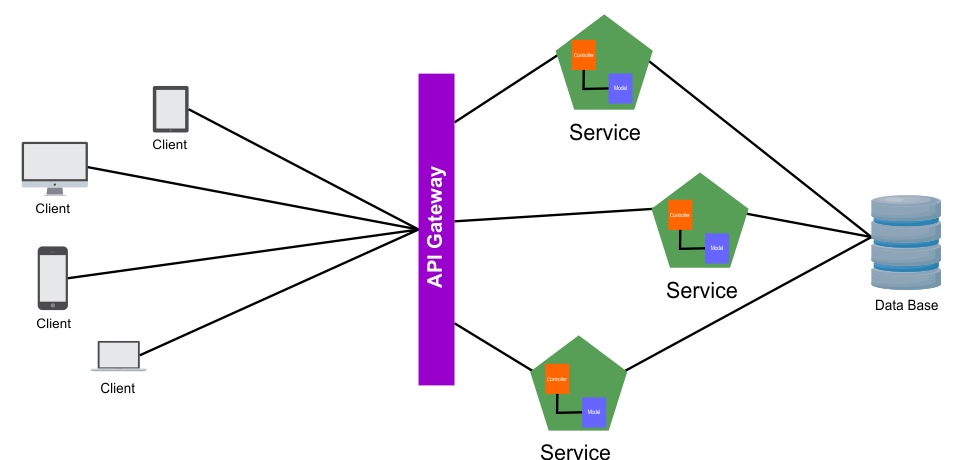 Client
Client
Client
Client
API Gateway
Controller
Model
Service
Controller
Model
Service
Controller
Model
Service
Data Base